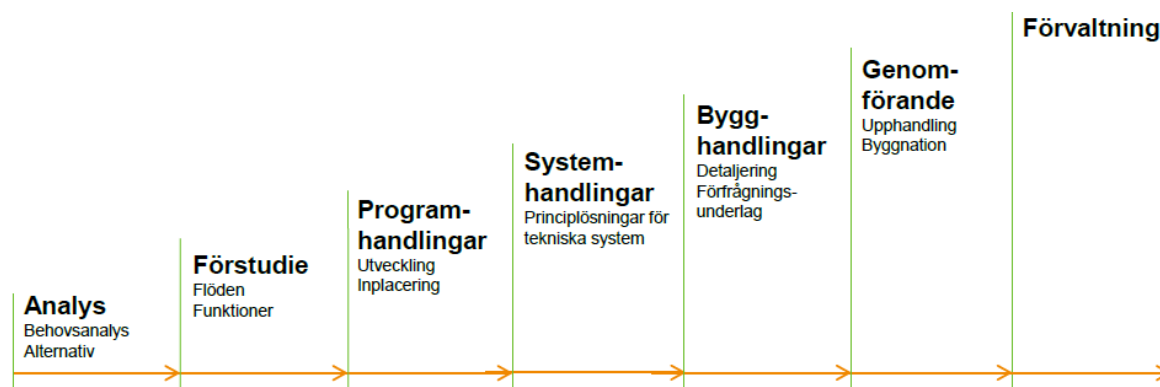 Analys
Behovsanalys
Alternativ
Förstudie
Flöden
Funktioner
Program-
handlingar
Utveckling
Inplacering
System-
handlingar
Principlösningar för
tekniska system
Bygg-
handlingar
Detaljering
Förfrågnings-
underlag
Genom-
förande
Upphandling
Byggnation
Förvaltning